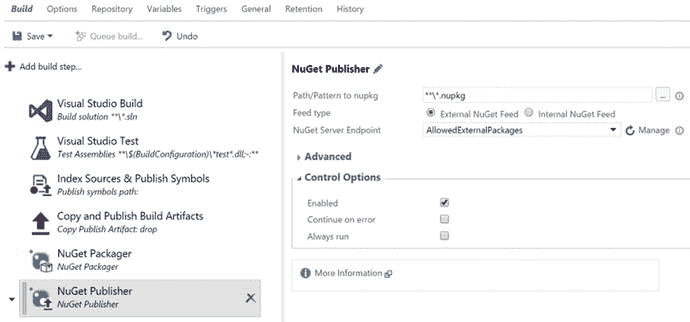 Build Options Repository Variables Triggers General Retention History
Save Queue build... Undo
Add build step...
Visual Studio Build
Build solution **\*.sln
Visual Studio Test
Test Assemblies **\$(BuildConfiguration)\*test*.dll;-:**
Index Sources & Publish Symbols
Publish symbols path:
Copy and Publish Build Artifacts
Copy Publish Artifact: drop
NuGet Packager
NuGet Packager
NuGet Publisher
NuGet Publisher
NuGet Publisher
Path/Pattern to nupkg **\*.nupkg ...
Feed type External NuGet Feed Internal NuGet Feed
NuGet Server Endpoint AllowedExternalPackages Manage
Advanced
Control Options
Enabled
Continue on error
Always run
More Information